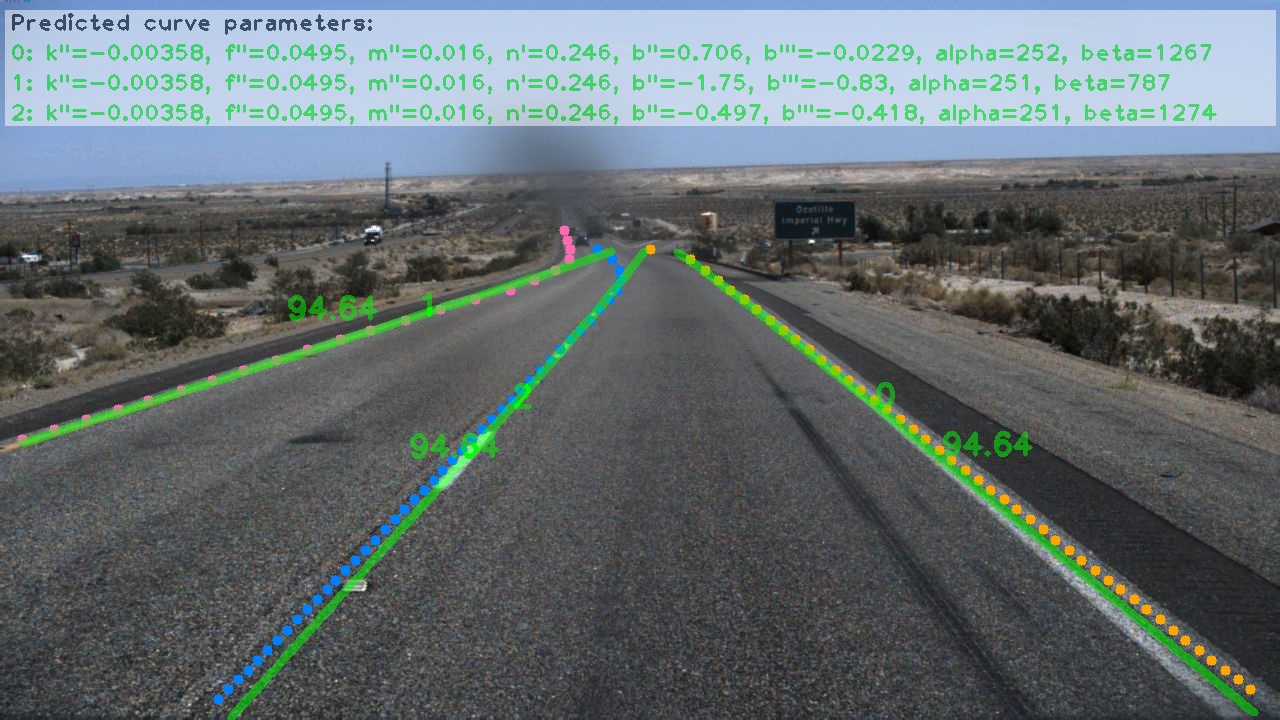 Predicted curve parameters:
0: k''=-0.00358, f''=0.0495, m''=0.016, n'=0.246, b''=0.706, b'''=-0.0229, alpha=252, beta=1267
1: k''=-0.00358, f''=0.0495, m''=0.016, n'=0.246, b''=-1.75, b'''=-0.83, alpha=251, beta=787
2: k''=-0.00358, f''=0.0495, m''=0.016, n'=0.246, b''=-0.497, b'''=-0.418, alpha=251, beta=1274
Ocotillo
Imperial Hwy
94.64 1
2 0
94.64 94.64